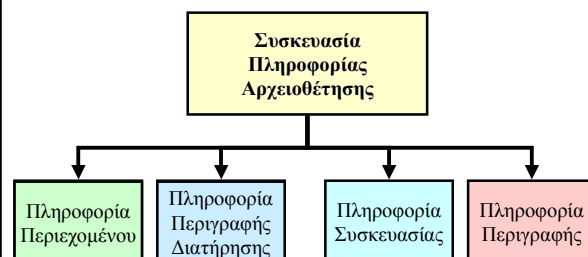 Συσκευασία
Πληροφορίας
Αρχειοθέτησης
Πληροφορία
Περιεχομένου
Πληροφορία
Περιγραφής
Διατήρησης
Πληροφορία
Συσκευασίας
Πληροφορία
Περιγραφής